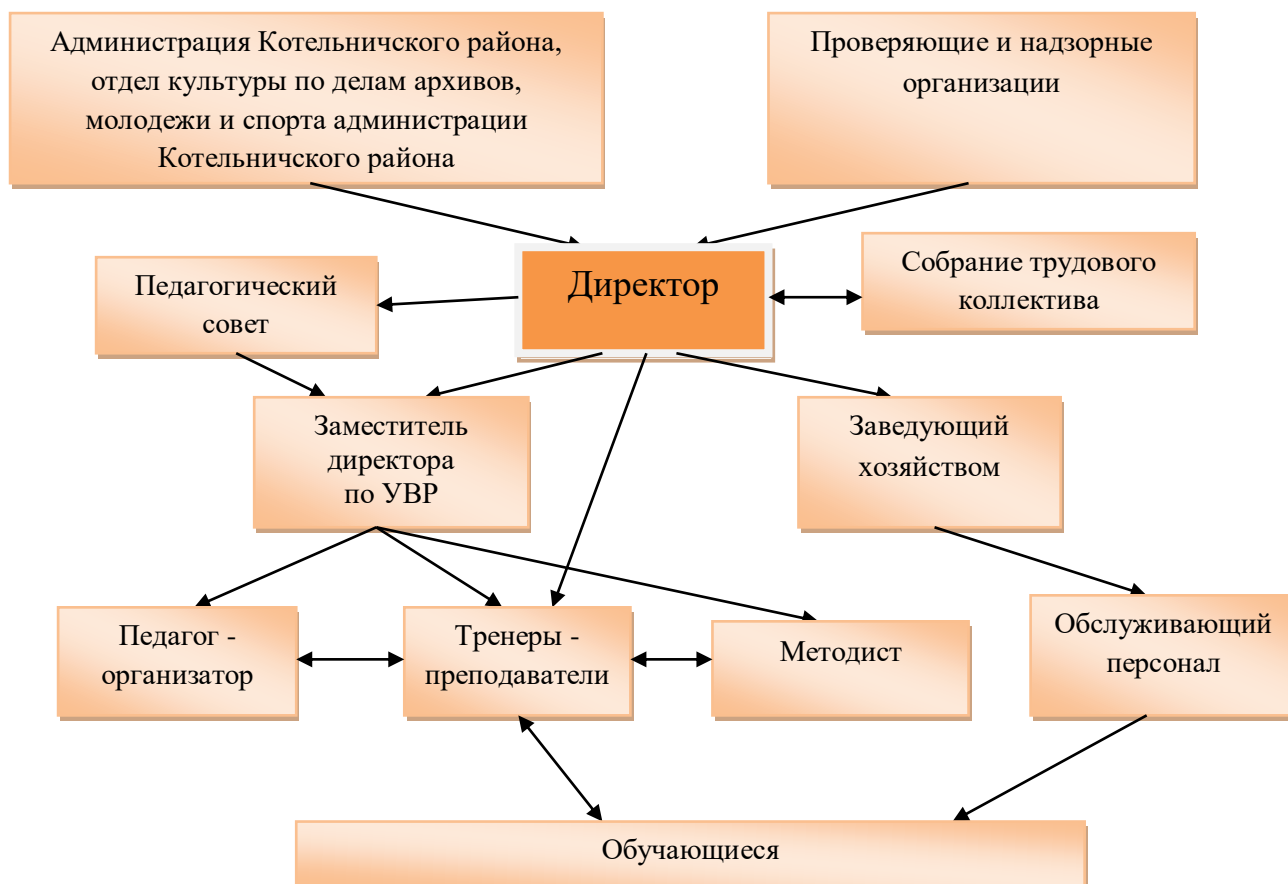 Администрация Котельничского района,
отдел культуры по делам архивов,
молодежи и спорта администрации
Котельничского района
Проверяющие и надзорные
организации
Директор
Собрание трудового
коллектива
Педагогический
совет
Заместитель
директора
по УВР
Заведующий
хозяйством
Педагог -
организатор
Тренеры -
преподаватели
Методист
Обслуживающий
персонал
Обучающиеся